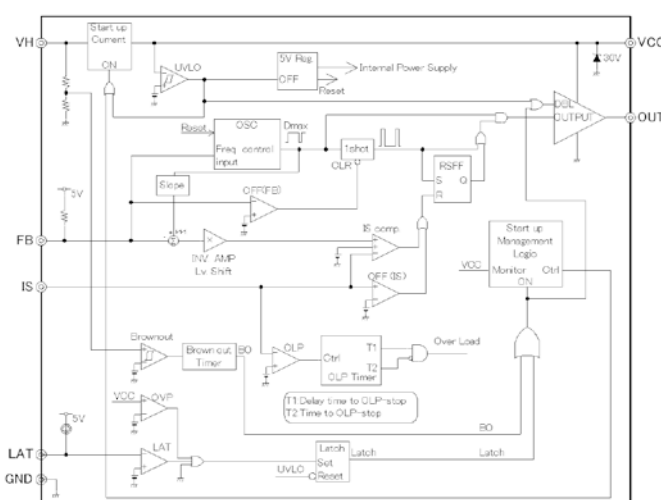 VH
Start up
Current
ON
UVLO
5V Reg.
OFF
Internal Power Supply
Reset
VCC
30V
DBL
OUTPUT
OUT
Reset
OSC
Freq control
input
Dmax
1shot
CLR
RSFF
S
Q
R
5V
Slope
OFF(FB)
FB
INV AMP
Lv. Shift
IS comp
OFF(IS)
Start up
Management
Logic
VCC
Monitor
Ctrl
ON
IS
Brownout
Brown out
Timer
BO
OLP
Ctrl
T1
T2
OLP Timer
Over Load
T1 Delay time to OLP-stop
T2 Time to OLP-stop
BO
VCC
OVP
5V
LAT
LAT
Latch
Set
Reset
UVLO
Latch
Latch
GND